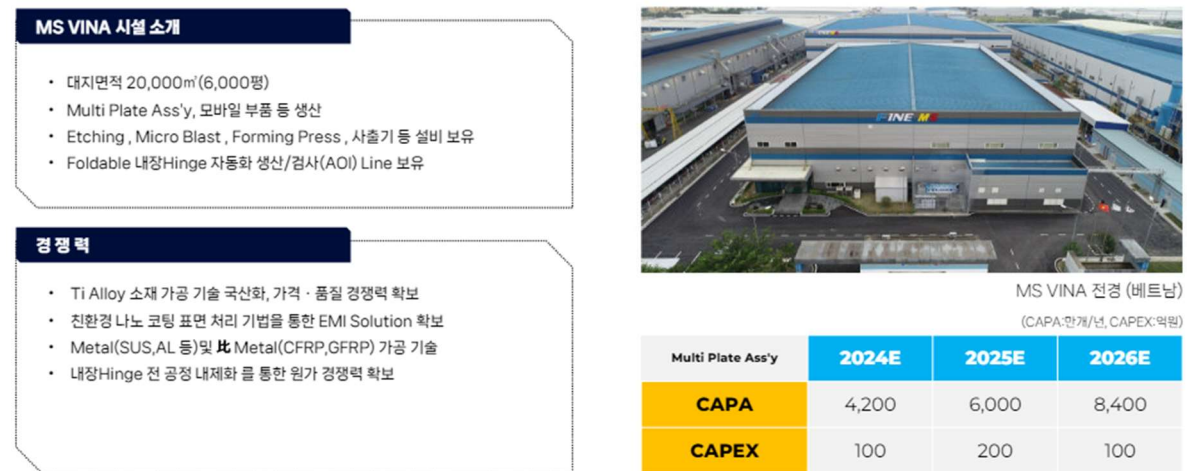 MS VINA 시설 소개
• 대지면적 20,000㎡(6,000평)
• Multi Plate Ass'y, 모바일 부품 등 생산
• Etching , Micro Blast , Forming Press , 사출기 등 설비 보유
• Foldable 내장Hinge 자동화 생산/검사(AOI) Line 보유
경쟁력
• Ti Alloy 소재 가공 기술 국산화, 가격 · 품질 경쟁력 확보
• 친환경 나노 코팅 표면 처리 기법을 통한 EMI Solution 확보
• Metal(SUS,AL 등)및 比 Metal(CFRP,GFRP) 가공 기술
• 내장Hinge 전 공정 내제화 를 통한 원가 경쟁력 확보
FINE MS
MS VINA 전경 (베트남)
(CAPA:만개/년, CAPEX:억원)
Multi Plate Ass'y 2024E 2025E 2026E
CAPA 4,200 6,000 8,400
CAPEX 100 200 100